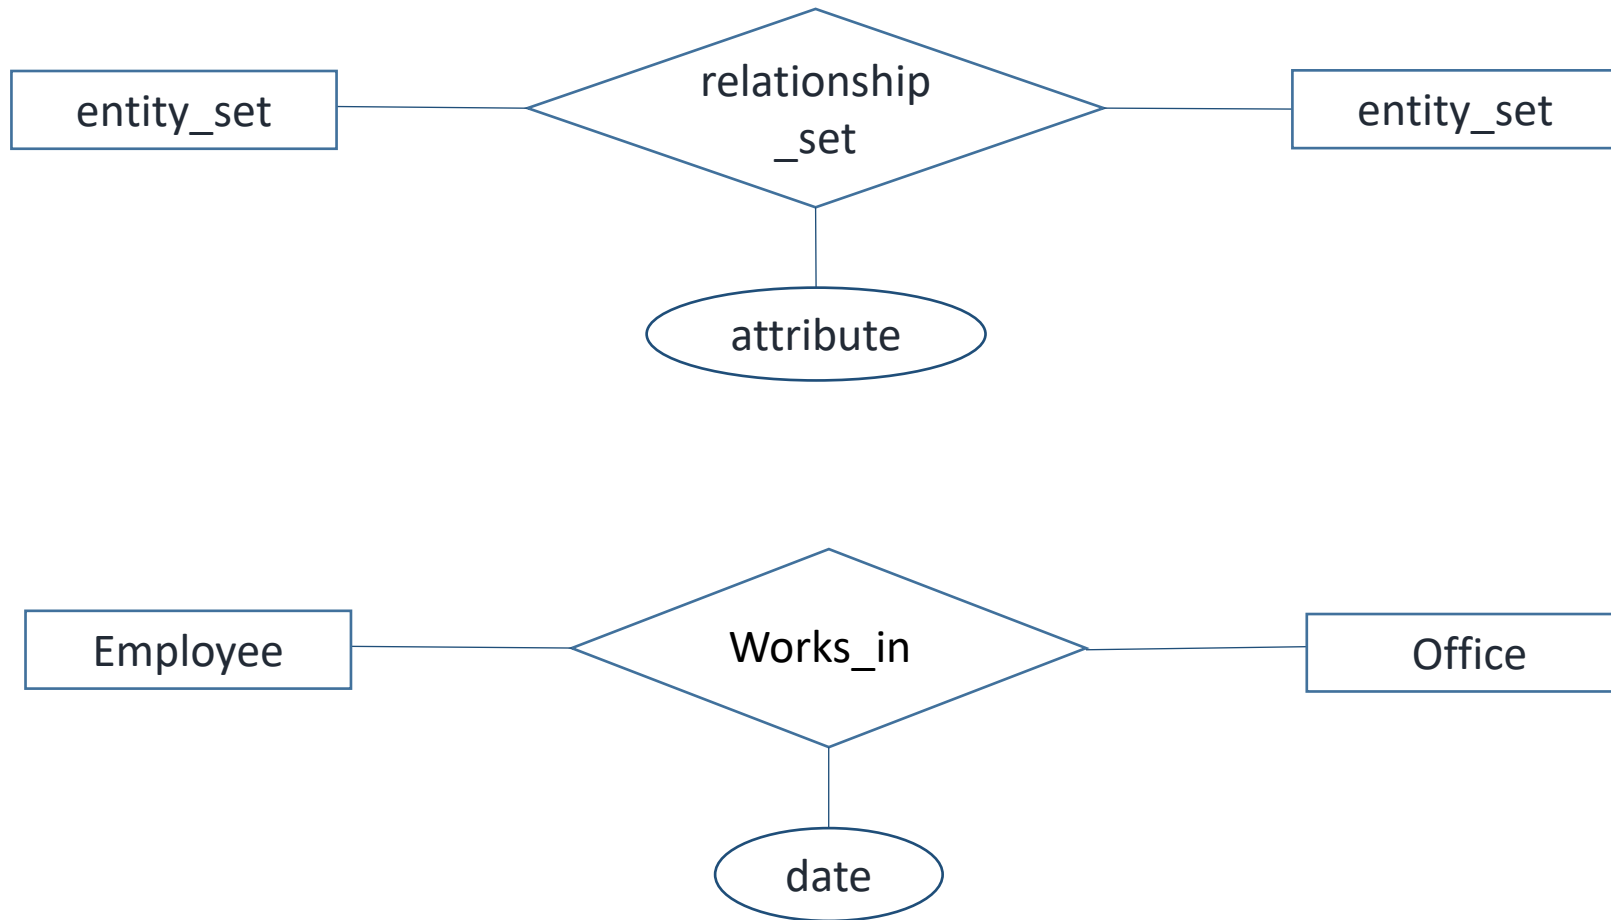 entity_set
relationship
_set
entity_set
attribute
Employee
Works_in
Office
date